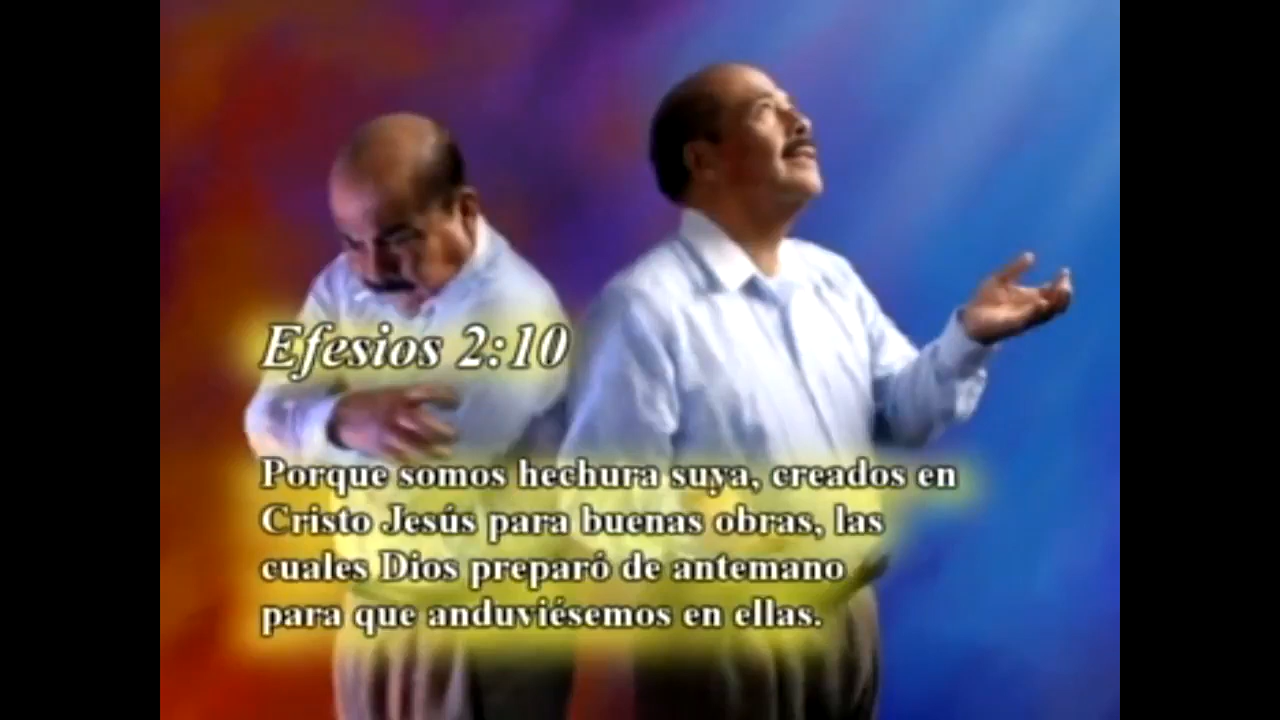 Efesios 2:10
Porque somos hechura suya, creados en
Cristo Jesús para buenas obras, las
cuales Dios preparó de antemano
para que anduviésemos en ellas.